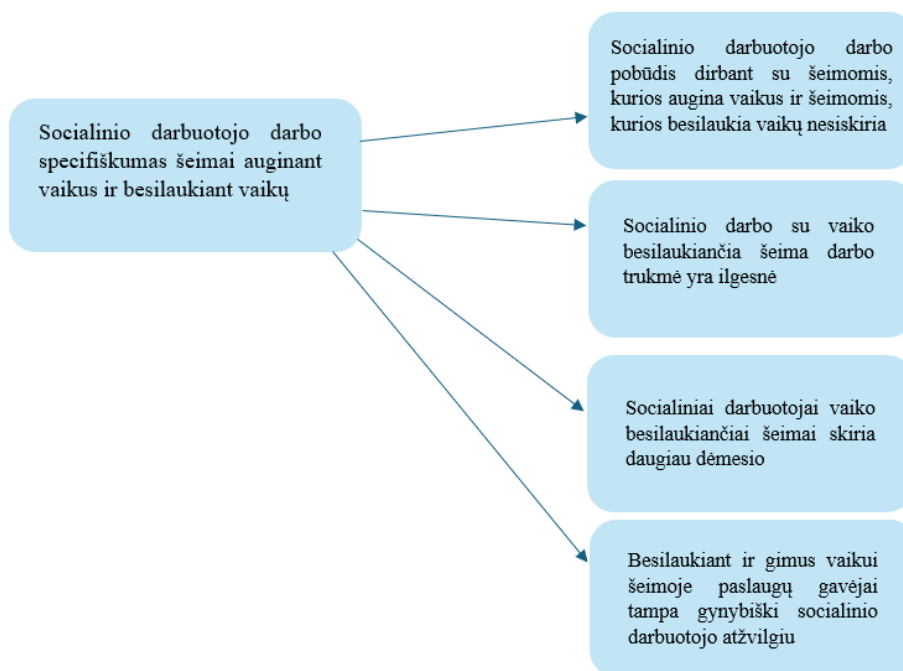 Socialinio darbuotojo darbo
specifiškumas šeimai auginant
vaikus ir besilaukiant vaikų
Socialinio darbuotojo darbo
pobūdis dirbant su šeimomis,
kurios augina vaikus ir šeimomis,
kurios besilaukia vaikų nesiskiria
Socialinio darbo su vaiko
besilaukiančia šeima darbo
trukmė yra ilgesnė
Socialiniai darbuotojai vaiko
besilaukiančiai šeimai skiria
daugiau dėmesio
Besilaukiant ir gimus vaikui
šeimoje paslaugų gavėjai
tampa gynybiški socialinio
darbuotojo atžvilgiu